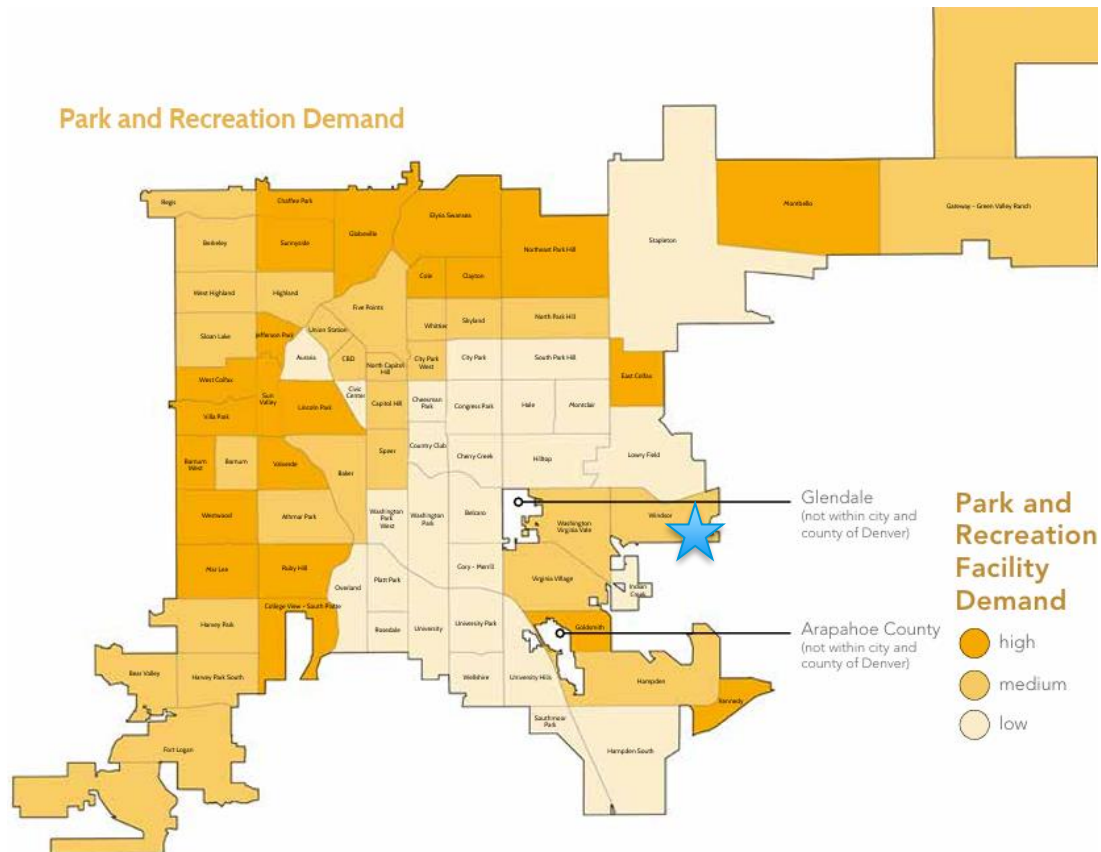 Park and Recreation Demand
Regis
Chaffee Park
Globeville
Elyria Swansea
Montbello
Gateway - Green Valley Ranch
Berkeley
Sunnyside
Northeast Park Hill
Stapleton
Cole
Clayton
West Highland
Highland
Five Points
Sloan Lake
Jefferson Park
Union Station
Whittier
Skyland
North Park Hill
Auraria
CBD
North Capitol
Hill
City Park
West
City Park
South Park Hill
West Colfax
Sun
Valley
Lincoln Park
Civic
Center
Capitol Hill
Cheesman
Park
Congress Park
Hale
Montclair
East Colfax
Villa Park
Country Club
Cherry Creek
Hilltop
Lowry Field
Barnum
West
Barnum
Valverde
Baker
Speer
Westwood
Athmar Park
Washington
Park
West
Washington
Park
Belcaro
Washington
Virginia Vale
Windsor
Glendale
(not within city and
county of Denver)
Mar Lee
Ruby Hill
Overland
Platt Park
Cory - Merrill
Virginia Village
Indian
Creek
College View - South Platte
Rosedale
University
University Park
Goldsmith
Arapahoe County
(not within city and
county of Denver)
Harvey Park
Bear Valley
Harvey Park South
Wellshire
University Hills
Hampden
Kennedy
Southmoor
Park
Hampden South
Fort Logan
Park and
Recreation
Facility
Demand
high
medium
low